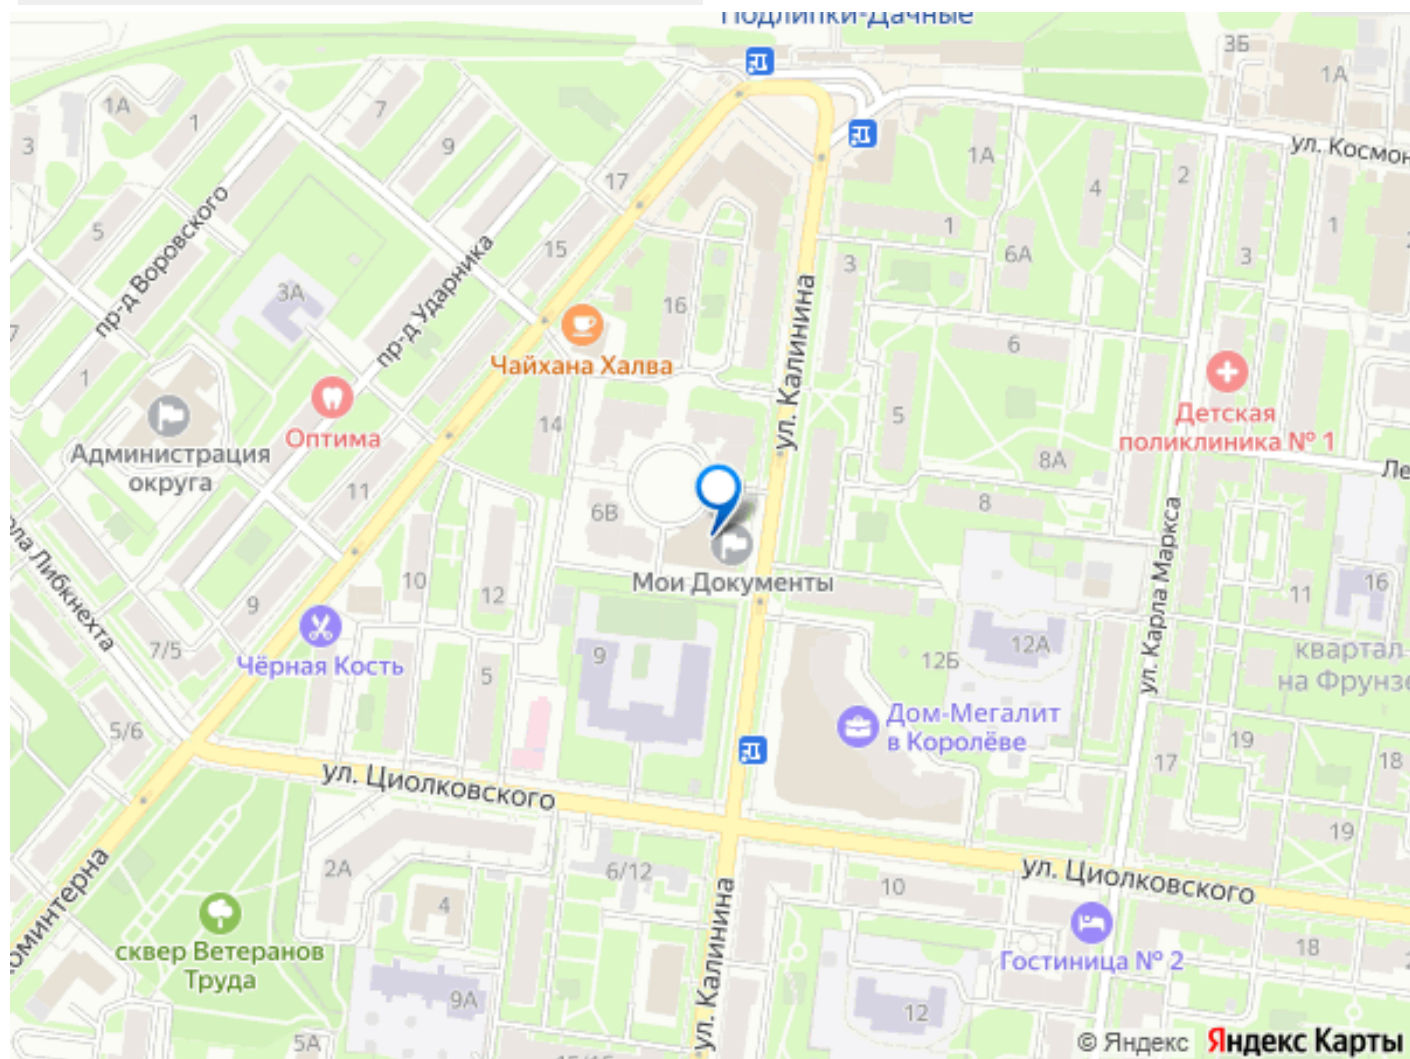 Подлипки-Дачные
3Б
1А
ул. Космон
1А
1
7
9
3
17
1А
4
2
5
пр-д Воровского
15
1
6А
1
3
3
3А
пр-д Ударника
16
ул. Калинина
7
6
Чайхана Халва
1
Детская
поликлиника № 1
Оптима
14
5
Администрация
округа
8А
Ле
11
8
6В
ла Либкнехта
ул. Карла Маркса
Мои Документы
10
12
9
11
16
7/5
Чёрная Кость
9
12Б
12А
квартал
на Фрунзе
5
5/6
Дом-Мегалит
в Королёве
19
17
18
ул. Циолковского
19
2А
6/12
ул. Циолковского
10
оминтерна
4
сквер Ветеранов
Труда
ул. Калинина
Гостиница № 2
18
9А
12
5А
© Яндекс Яндекс Карты